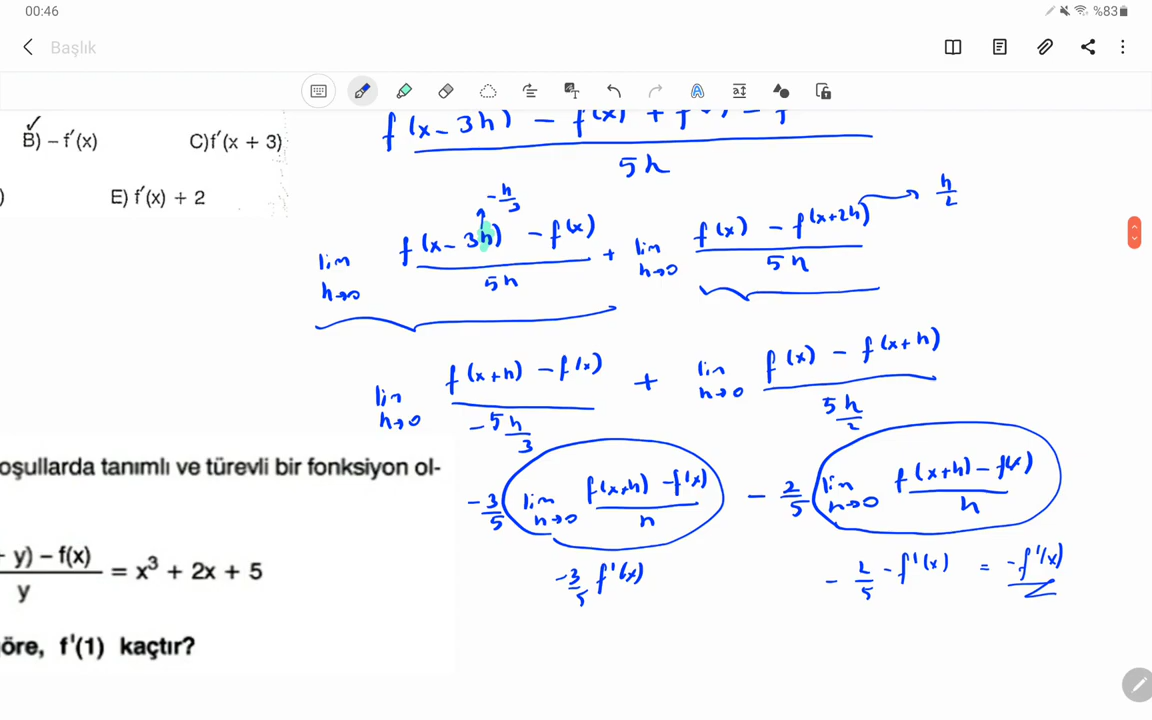 00:46
%83
Başlık
B) – f′(x) C)f′(x + 3)
) E) f′(x) + 2
f(x-3h) - f(x) +
5h
-h/3
h/2
lim h→0 f(x-3h) - f(x) / 5h + lim h→0 f(x) - f(x+2h) / 5h
lim h→0 f(x+h) - f(x) / -5h/3 + lim h→0 f(x) - f(x+h) / 5h/2
-3/5 lim h→0 f(x+h) - f(x) / h - 2/5 lim h→0 f(x+h) - f(x) / h
-3/5 f'(x) - 2/5 - f'(x) = -f'(x)
oşullarda tanımlı ve türevli bir fonksiyon ol-
y) – f(x) / y = x³ + 2x + 5
öre, f'(1) kaçtır?